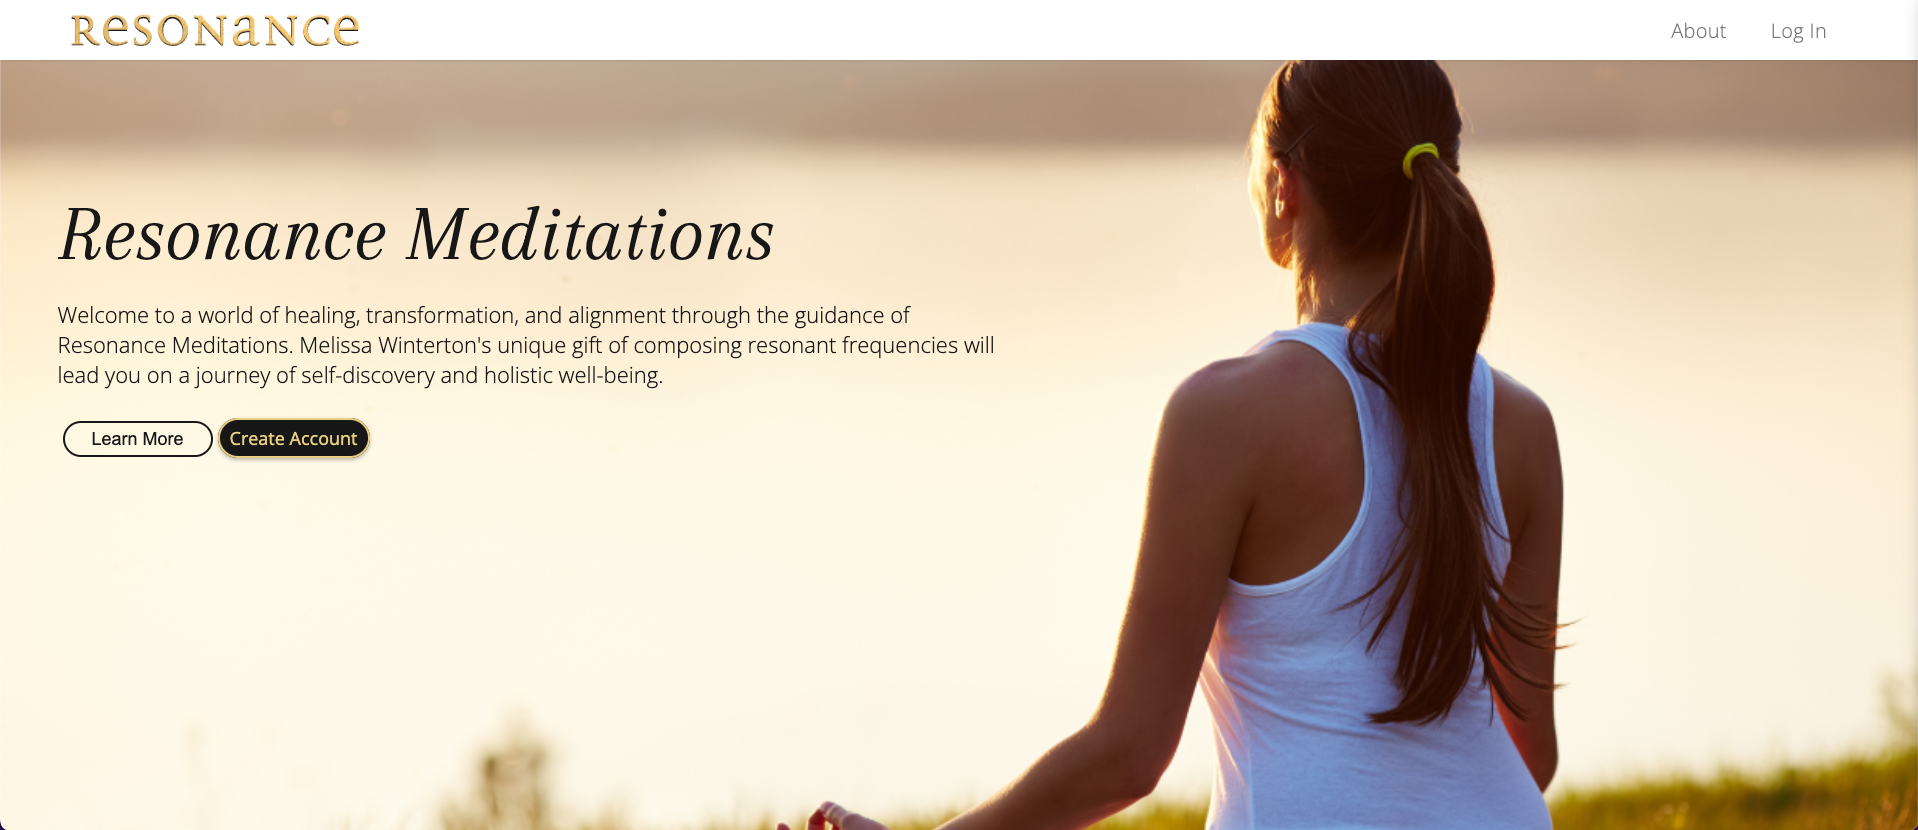 Resonance
About
Log In
Resonance Meditations
Welcome to a world of healing, transformation, and alignment through the guidance of
Resonance Meditations. Melissa Winterton's unique gift of composing resonant frequencies will
lead you on a journey of self-discovery and holistic well-being.
Learn More
Create Account